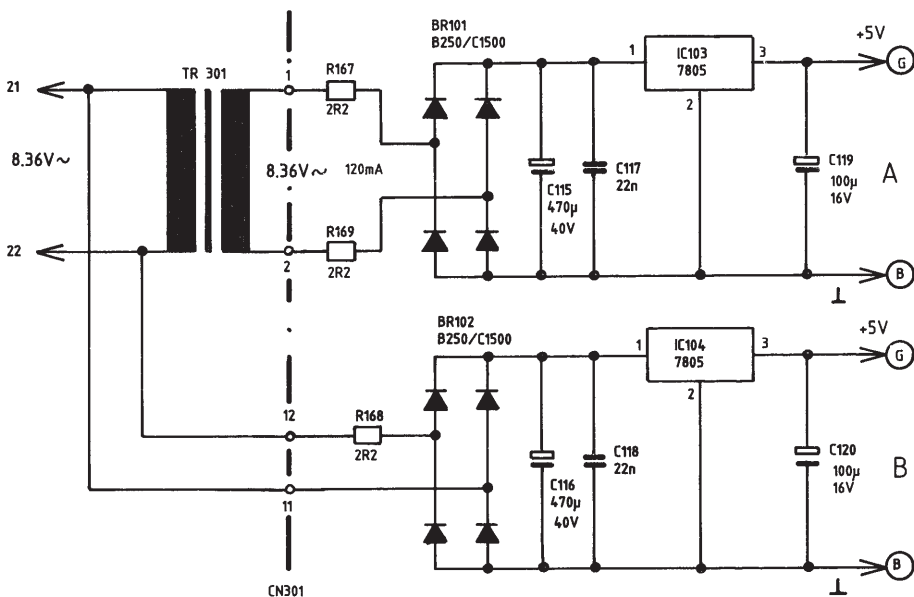 BR101
B250/C1500
+5V
TR 301
1
R167
1
IC103
7805
3
G
21
2R2
2
8.36V~
8.36V~
120mA
C115
470µ
40V
C117
22n
C119
100µ
16V
A
R169
22
2
2R2
B
BR102
B250/C1500
+5V
1
IC104
7805
3
G
12
R168
2
2R2
C116
470µ
40V
C118
22n
C120
100µ
16V
B
11
CN301
B